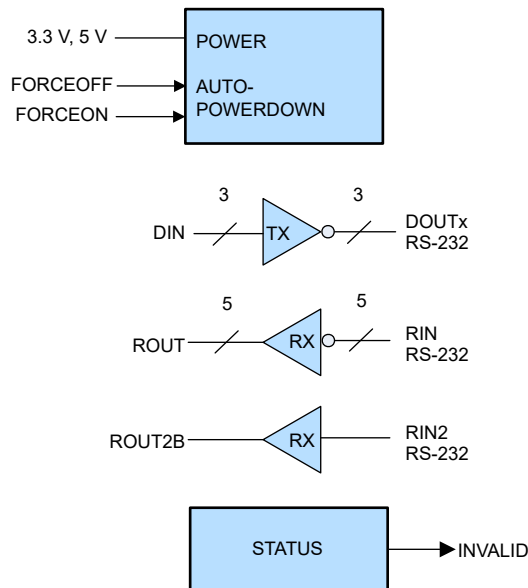 3.3 V, 5 V
POWER
FORCEOFF
AUTO-
FORCEON
POWERDOWN
3
3
DIN
TX
DOUTx
RS-232
5
5
ROUT
RX
RIN
RS-232
ROUT2B
RX
RIN2
RS-232
STATUS
INVALID